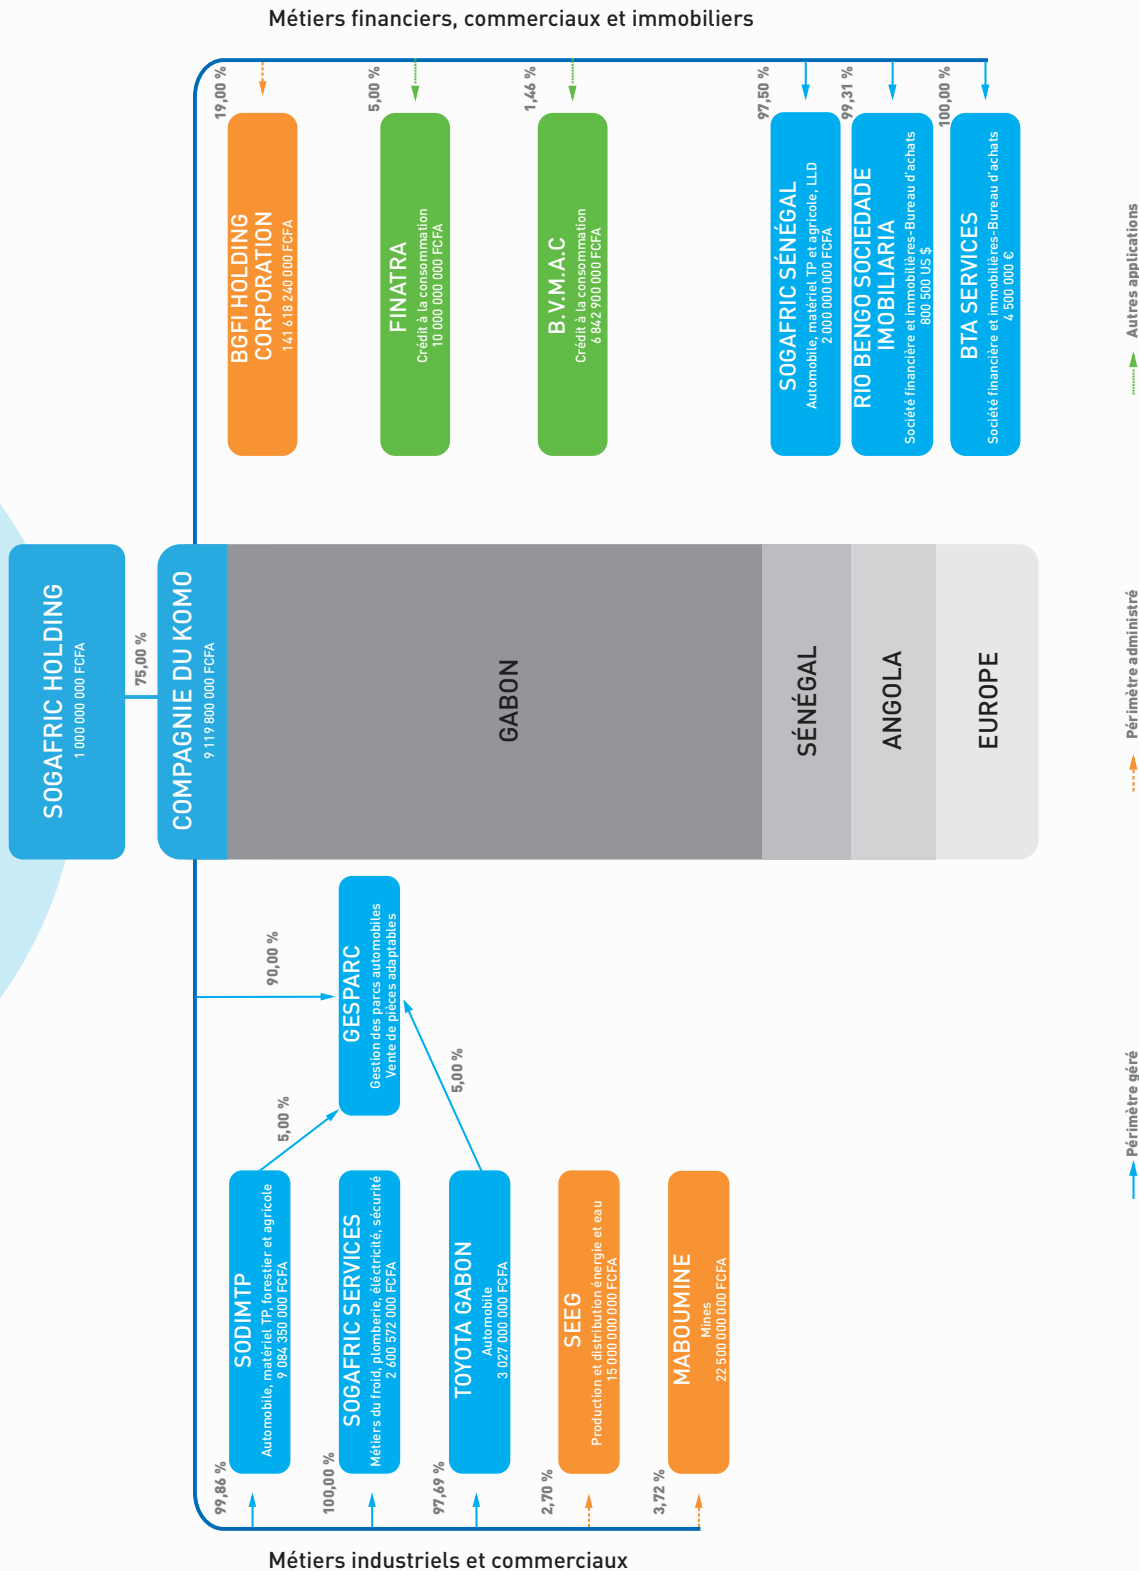 Métiers financiers, commerciaux et immobiliers
SOGAFRIC HOLDING
1 000 000 000 FCFA
75,00 %
COMPAGNIE DU KOMO
9 119 800 000 FCFA
GABON
SÉNÉGAL
ANGOLA
EUROPE
19,00 %
BGFI HOLDING
CORPORATION
141 618 240 000 FCFA
5,00 %
FINATRA
Crédit à la consommation
10 000 000 000 FCFA
1,46 %
B.V.M.A.C
Crédit à la consommation
6 842 900 000 FCFA
97,50 %
SOGAFRIC SÉNÉGAL
Automobile, matériel TP et agricole, LLD
2 000 000 000 FCFA
99,31 %
RIO BENGO SOCIEDADE
IMOBILIARIA
Société financière et immobilières-Bureau d'achats
800 500 US $
100,00 %
BTA SERVICES
Société financière et immobilières-Bureau d'achats
4 500 000 €
90,00 %
GESPARC
Gestion des parcs automobiles
Vente de pièces adaptables
5,00 %
5,00 %
99,86 %
SODIMTP
Automobile, matériel TP, forestier et agricole
9 084 350 000 FCFA
100,00 %
SOGAFRIC SERVICES
Métiers du froid, plomberie, éléctricité, sécurité
2 600 572 000 FCFA
97,69 %
TOYOTA GABON
Automobile
3 027 000 000 FCFA
2,70 %
SEEG
Production et distribution énergie et eau
15 000 000 000 FCFA
3,72 %
MABOUMINE
Mines
22 500 000 000 FCFA
Métiers industriels et commerciaux
Périmètre géré
Périmètre administré
Autres applications